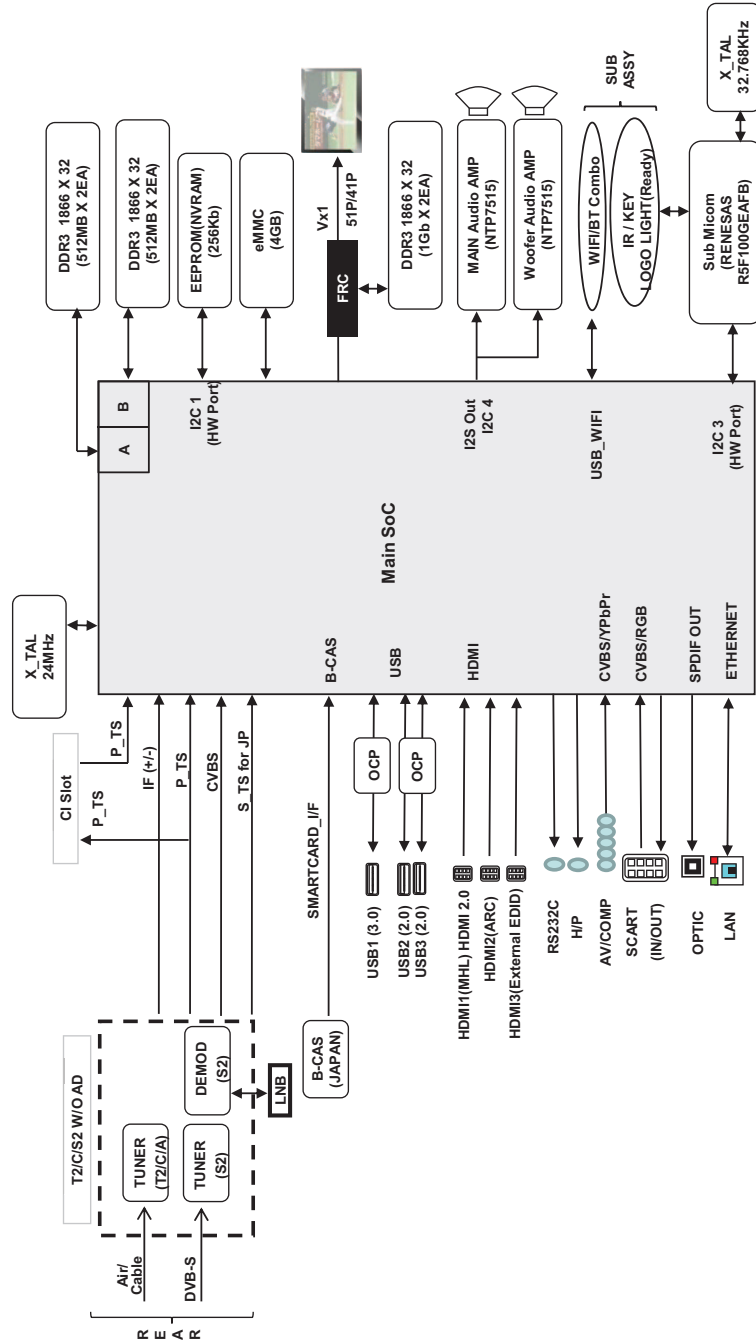 R
E
A
R
Air/
Cable
DVB-S
T2/C/S2 W/O AD
TUNER
(T2/C/A)
TUNER
(S2)
DEMOD
(S2)
LNB
CI Slot
P_TS
P_TS
IF (+/-)
P_TS
CVBS
S_TS for JP
X_TAL
24MHz
B-CAS
(JAPAN)
SMARTCARD_I/F
B-CAS
USB1 (3.0)
OCP
USB
USB2 (2.0)
USB3 (2.0)
OCP
HDMI1(MHL) HDMI 2.0
HDMI2(ARC)
HDMI3(External EDID)
HDMI
RS232C
H/P
AV/COMP
CVBS/YPbPr
SCART
(IN/OUT)
CVBS/RGB
OPTIC
SPDIF OUT
LAN
ETHERNET
Main SoC
A
B
DDR3 1866 X 32
(512MB X 2EA)
DDR3 1866 X 32
(512MB X 2EA)
I2C 1
(HW Port)
EEPROM(NVRAM)
(256Kb)
eMMC
(4GB)
FRC
Vx1
51P/41P
DDR3 1866 X 32
(1Gb X 2EA)
I2S Out
I2C 4
MAIN Audio AMP
(NTP7515)
Woofer Audio AMP
(NTP7515)
USB_WIFI
WIFI/BT Combo
IR / KEY
LOGO LIGHT(Ready)
SUB
ASSY
I2C 3
(HW Port)
Sub Micom
(RENESAS
R5F100GEAFB)
X_TAL
32.768KHz